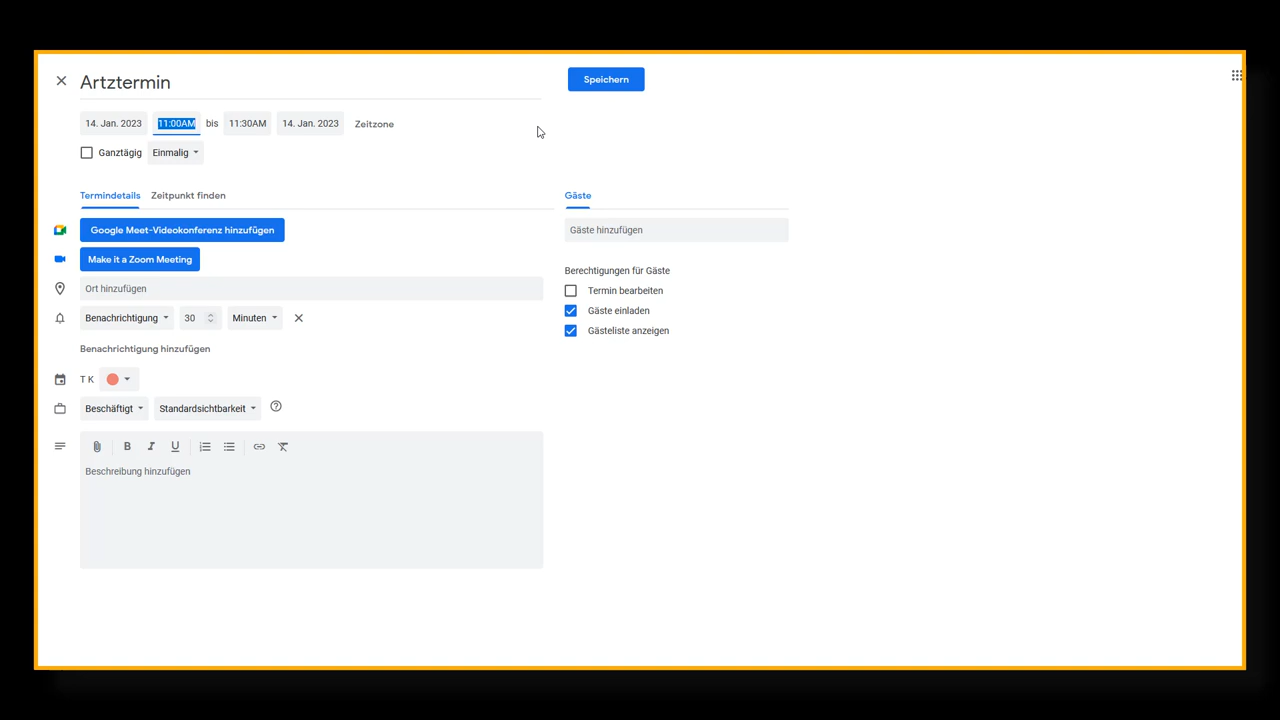 Artztermin
Speichern
14. Jan. 2023 11:00AM bis 11:30AM 14. Jan. 2023 Zeitzone
Ganztägig Einmalig
Termindetails Zeitpunkt finden
Gäste
Google Meet-Videokonferenz hinzufügen
Gäste hinzufügen
Make it a Zoom Meeting
Berechtigungen für Gäste
Ort hinzufügen
Termin bearbeiten
Gäste einladen
Benachrichtigung 30 Minuten
Gästeliste anzeigen
Benachrichtigung hinzufügen
T K
Beschäftigt Standardsichtbarkeit
B I U
Beschreibung hinzufügen